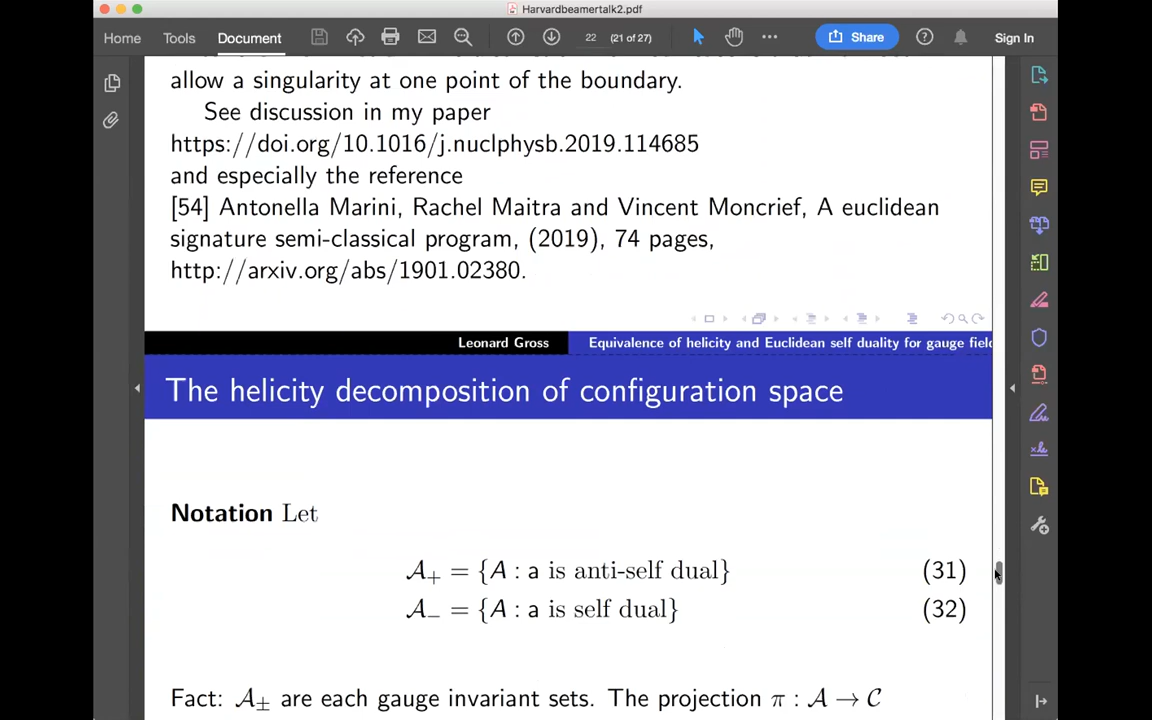 Harvardbeamertalk2.pdf
Home Tools Document 22 (21 of 27) Share Sign In
allow a singularity at one point of the boundary.
See discussion in my paper
https://doi.org/10.1016/j.nuclphysb.2019.114685
and especially the reference
[54] Antonella Marini, Rachel Maitra and Vincent Moncrief, A euclidean
signature semi-classical program, (2019), 74 pages,
http://arxiv.org/abs/1901.02380.
Leonard Gross Equivalence of helicity and Euclidean self duality for gauge field
The helicity decomposition of configuration space
Notation Let
𝒜₊ = {A : a is anti-self dual} (31)
𝒜₋ = {A : a is self dual} (32)
Fact: 𝒜± are each gauge invariant sets. The projection π : 𝒜 → 𝒞